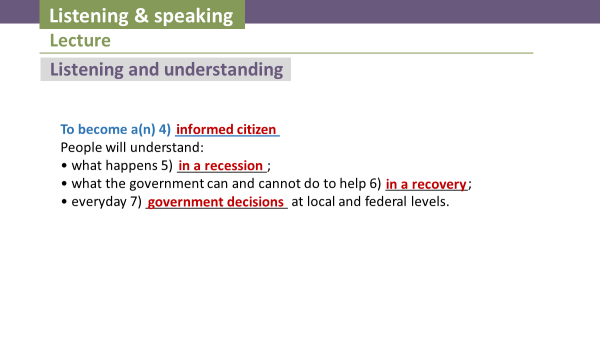 Listening & speaking
Lecture
Listening and understanding
To become a(n) 4) informed citizen
People will understand:
• what happens 5) in a recession;
• what the government can and cannot do to help 6) in a recovery;
• everyday 7) government decisions at local and federal levels.